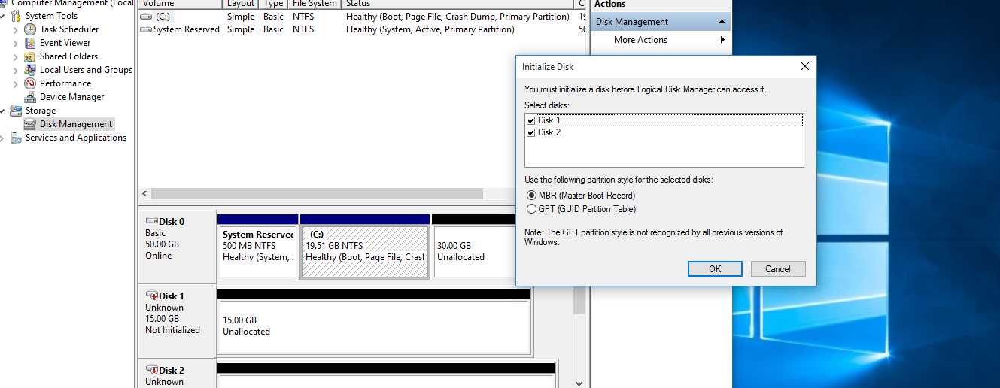 Computer Management (Local
System Tools
Task Scheduler
Event Viewer
Shared Folders
Local Users and Groups
Performance
Device Manager
Storage
Disk Management
Services and Applications
Volume Layout Type File System Status C
(C:) Simple Basic NTFS Healthy (Boot, Page File, Crash Dump, Primary Partition) 19
System Reserved Simple Basic NTFS Healthy (System, Active, Primary Partition) 50
Actions
Disk Management
More Actions
Initialize Disk
You must initialize a disk before Logical Disk Manager can access it.
Select disks:
Disk 1
Disk 2
Use the following partition style for the selected disks:
MBR (Master Boot Record)
GPT (GUID Partition Table)
Note: The GPT partition style is not recognized by all previous versions of
Windows.
OK Cancel
Disk 0
Basic
50.00 GB
Online
System Reserved
500 MB NTFS
Healthy (System, 
(C:)
19.51 GB NTFS
Healthy (Boot, Page File, Crash
30.00 GB
Unallocated
Disk 1
Unknown
15.00 GB
Not Initialized
15.00 GB
Unallocated
Disk 2
Unknown